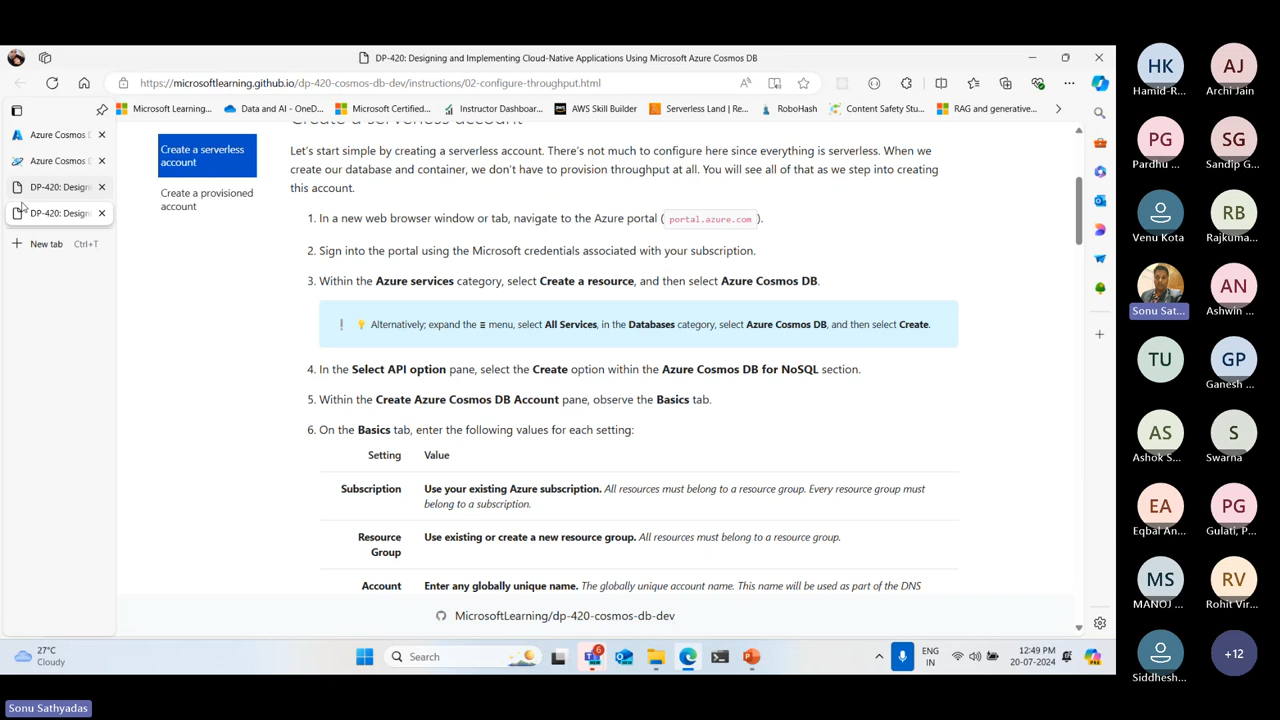 DP-420: Designing and Implementing Cloud-Native Applications Using Microsoft Azure Cosmos DB
https://microsoftlearning.github.io/dp-420-cosmos-db-dev/instructions/02-configure-throughput.html
Microsoft Learning...
Data and AI - OneD...
Microsoft Certified...
Instructor Dashboar...
AWS Skill Builder
Serverless Land | Re...
RoboHash
Content Safety Stu...
RAG and generative...
Azure Cosmos D
Azure Cosmos D
DP-420: Design
DP-420: Design
New tab Ctrl+T
Create a serverless account
Create a serverless
account
Create a provisioned
account
Let's start simple by creating a serverless account. There's not much to configure here since everything is serverless. When we
create our database and container, we don't have to provision throughput at all. You will see all of that as we step into creating
this account.
1. In a new web browser window or tab, navigate to the Azure portal (portal.azure.com).
2. Sign into the portal using the Microsoft credentials associated with your subscription.
3. Within the Azure services category, select Create a resource, and then select Azure Cosmos DB.
Alternatively; expand the ≡ menu, select All Services, in the Databases category, select Azure Cosmos DB, and then select Create.
4. In the Select API option pane, select the Create option within the Azure Cosmos DB for NoSQL section.
5. Within the Create Azure Cosmos DB Account pane, observe the Basics tab.
6. On the Basics tab, enter the following values for each setting:
Setting Value
Subscription Use your existing Azure subscription. All resources must belong to a resource group. Every resource group must
belong to a subscription.
Resource Use existing or create a new resource group. All resources must belong to a resource group.
Group
Account Enter any globally unique name. The globally unique account name. This name will be used as part of the DNS
MicrosoftLearning/dp-420-cosmos-db-dev
27°C
Cloudy
Search
6
ENG
IN
12:49 PM
20-07-2024
Sonu Sathyadas
HK
Hamid-R...
AJ
Archi Jain
PG
Pardhu ...
SG
Sandip G...
Venu Kota
RB
Rajkuma...
Sonu Sat...
AN
Ashwin ...
TU
GP
Ganesh ...
AS
Ashok S...
S
Swarna
EA
Eqbal An...
PG
Gulati, P...
MS
MANOJ ...
RV
Rohit Vir...
Siddhesh...
+12